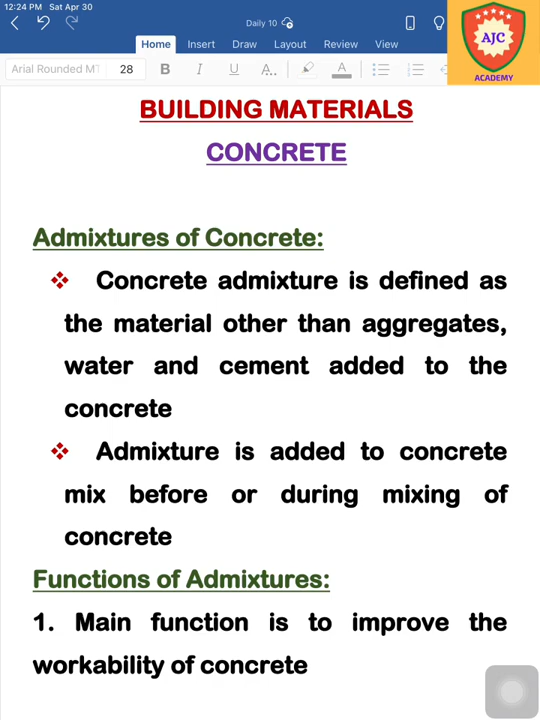 12:24 PM Sat Apr 30
Daily 10
Home Insert Draw Layout Review View
Arial Rounded MT 28 B I U A..
AJC
ACADEMY
BUILDING MATERIALS
CONCRETE
Admixtures of Concrete:
❖ Concrete admixture is defined as
the material other than aggregates,
water and cement added to the
concrete
❖ Admixture is added to concrete
mix before or during mixing of
concrete
Functions of Admixtures:
1. Main function is to improve the
workability of concrete